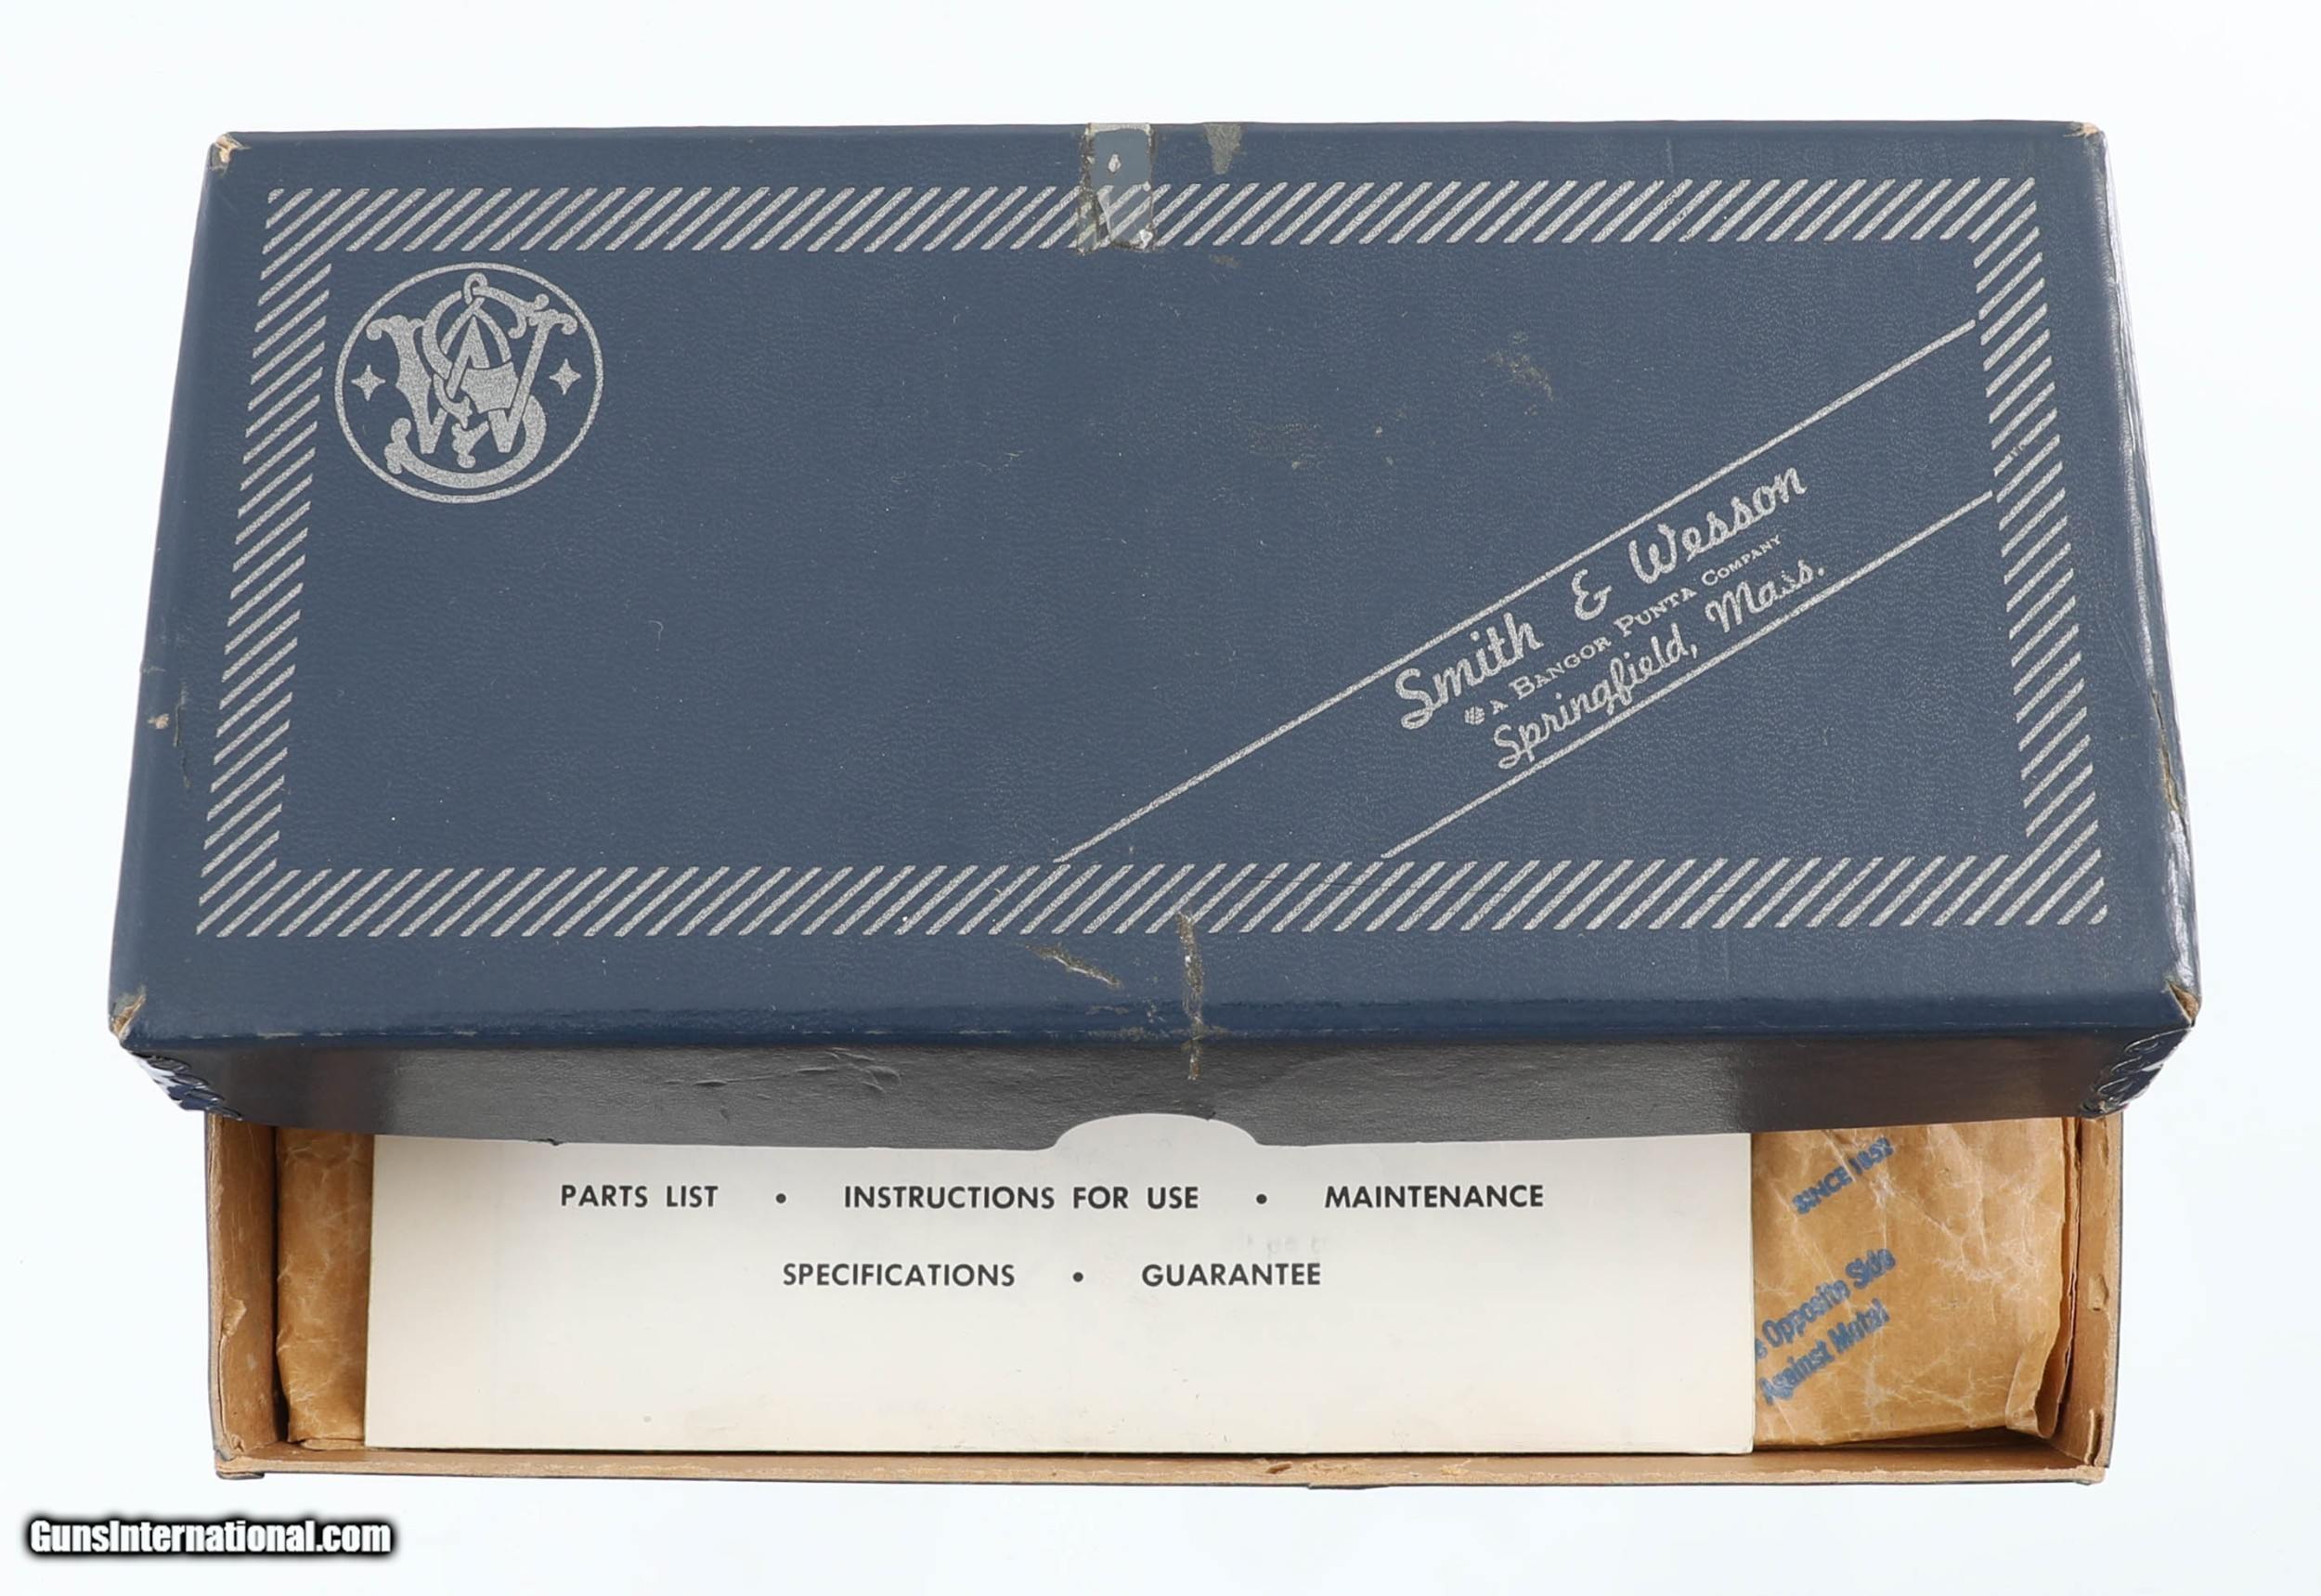 Smith & Wesson
A BANGOR PUNTA COMPANY
Springfield, Mass.
PARTS LIST • INSTRUCTIONS FOR USE • MAINTENANCE
SPECIFICATIONS • GUARANTEE
SINCE 1852
Opposite Side
Against Metal
GunsInternational.com